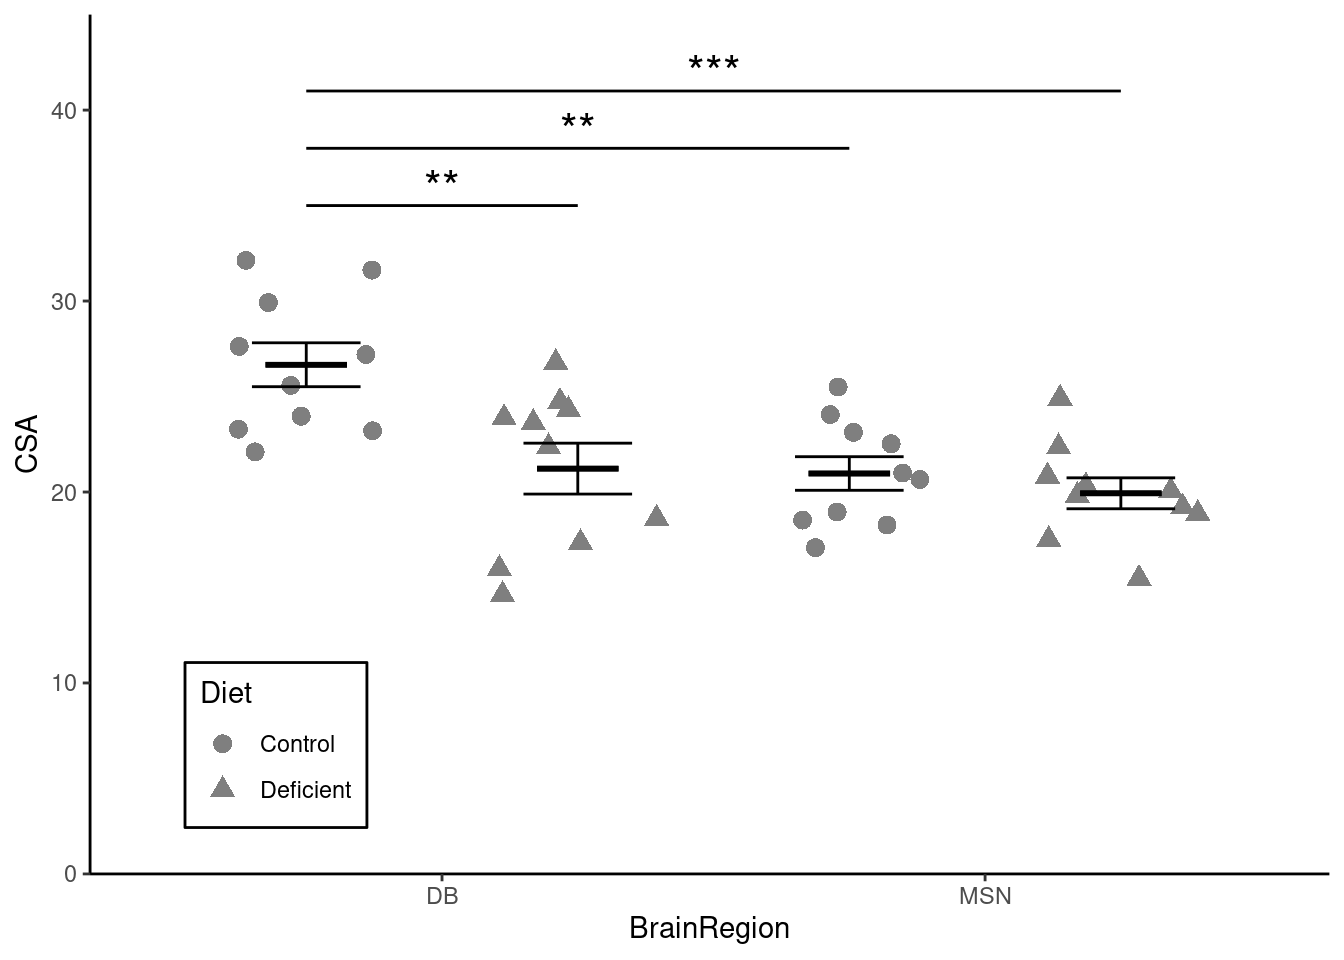 ***
40
**
**
30
CSA
20
10
Diet
Control
Deficient
0
DB MSN
BrainRegion